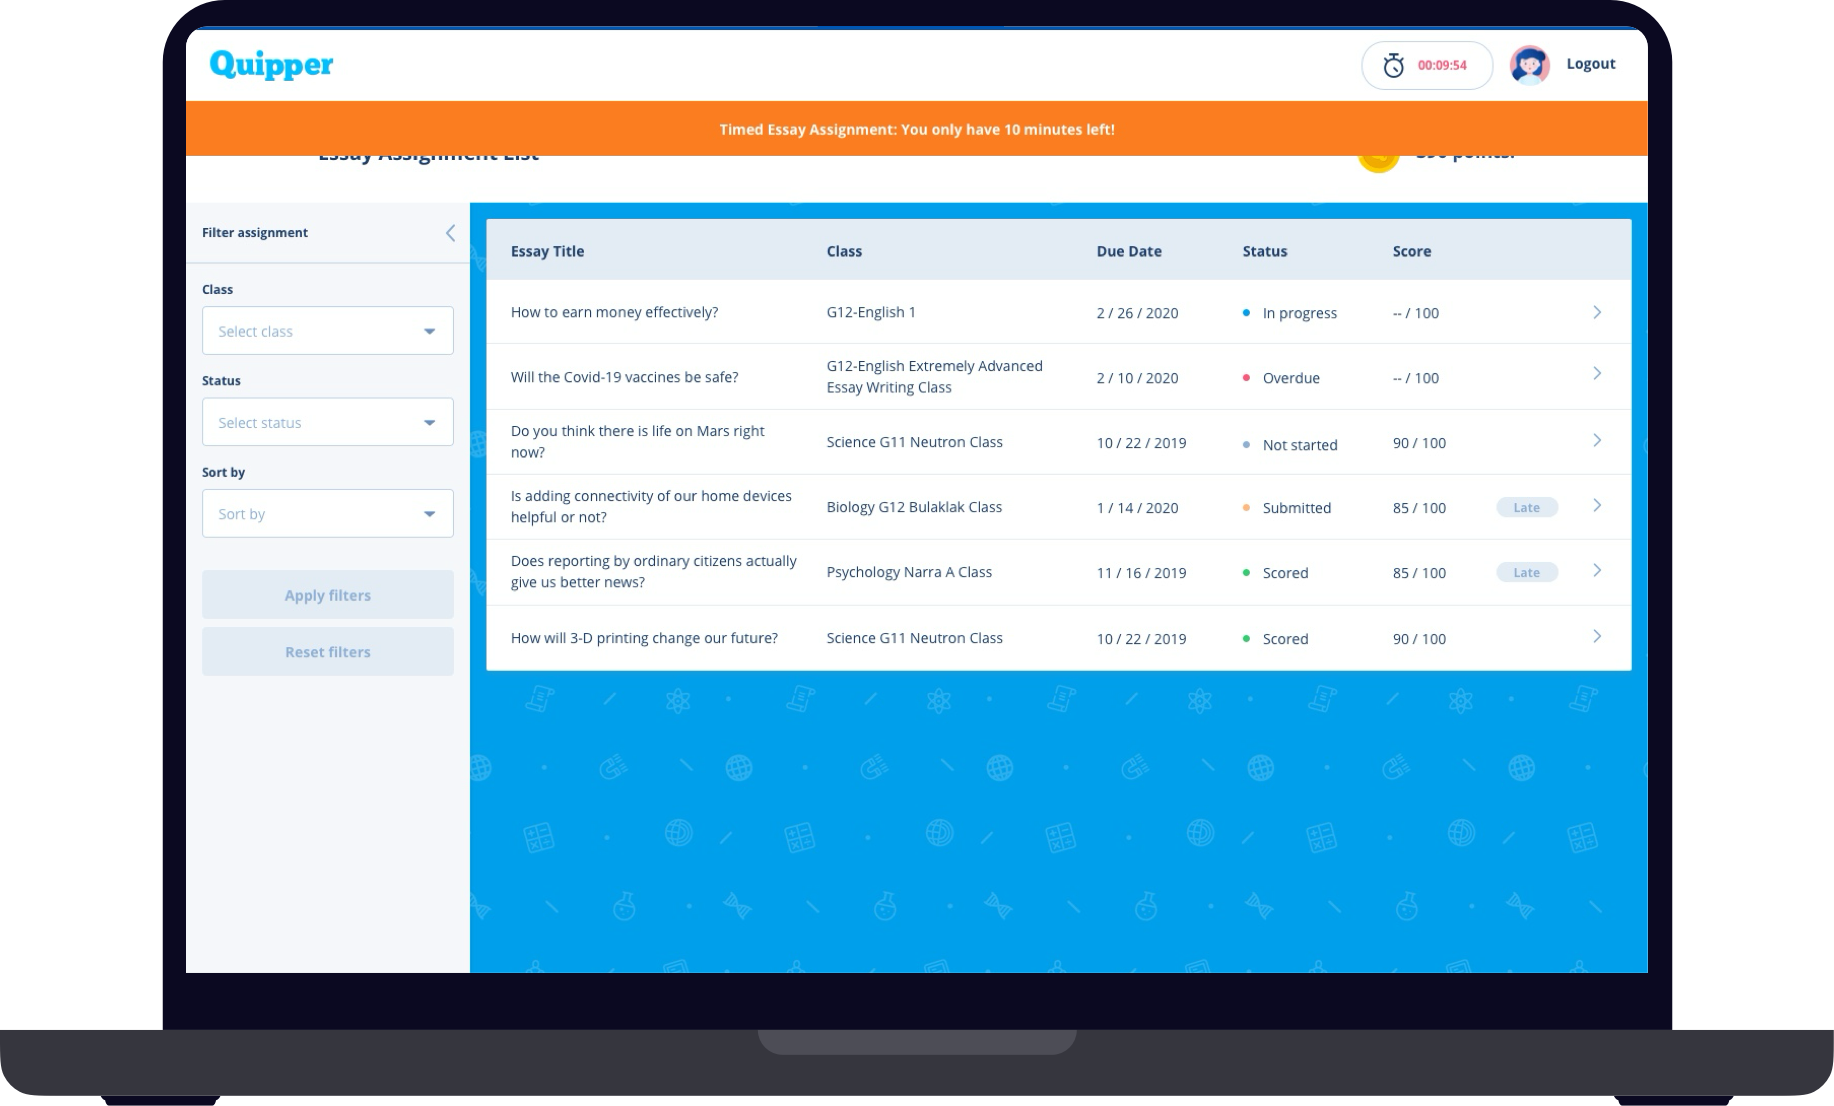 Quipper
00:09:54
Logout
Timed Essay Assignment: You only have 10 minutes left!
Essay Assignment List
points!
Filter assignment
Class
Select class
Status
Select status
Sort by
Sort by
Apply filters
Reset filters
Essay Title Class Due Date Status Score
How to earn money effectively? G12-English 1 2 / 26 / 2020 In progress -- / 100
Will the Covid-19 vaccines be safe? G12-English Extremely Advanced
Essay Writing Class 2 / 10 / 2020 Overdue -- / 100
Do you think there is life on Mars right
now? Science G11 Neutron Class 10 / 22 / 2019 Not started 90 / 100
Is adding connectivity of our home devices
helpful or not? Biology G12 Bulaklak Class 1 / 14 / 2020 Submitted 85 / 100 Late
Does reporting by ordinary citizens actually
give us better news? Psychology Narra A Class 11 / 16 / 2019 Scored 85 / 100 Late
How will 3-D printing change our future? Science G11 Neutron Class 10 / 22 / 2019 Scored 90 / 100